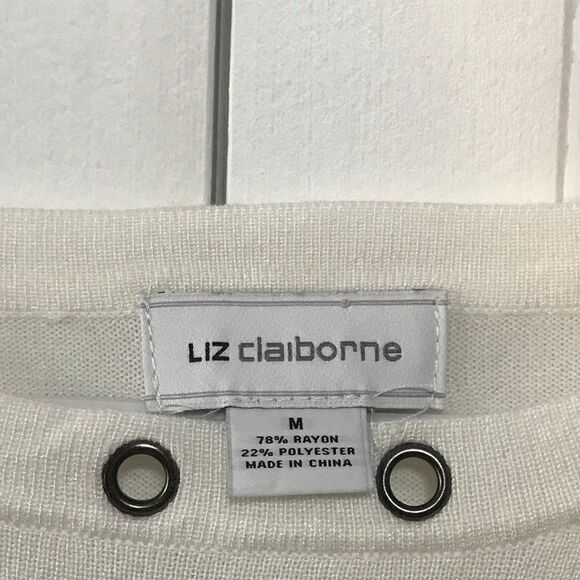 LIZ claiborne
M
78% RAYON
22% POLYESTER
MADE IN CHINA